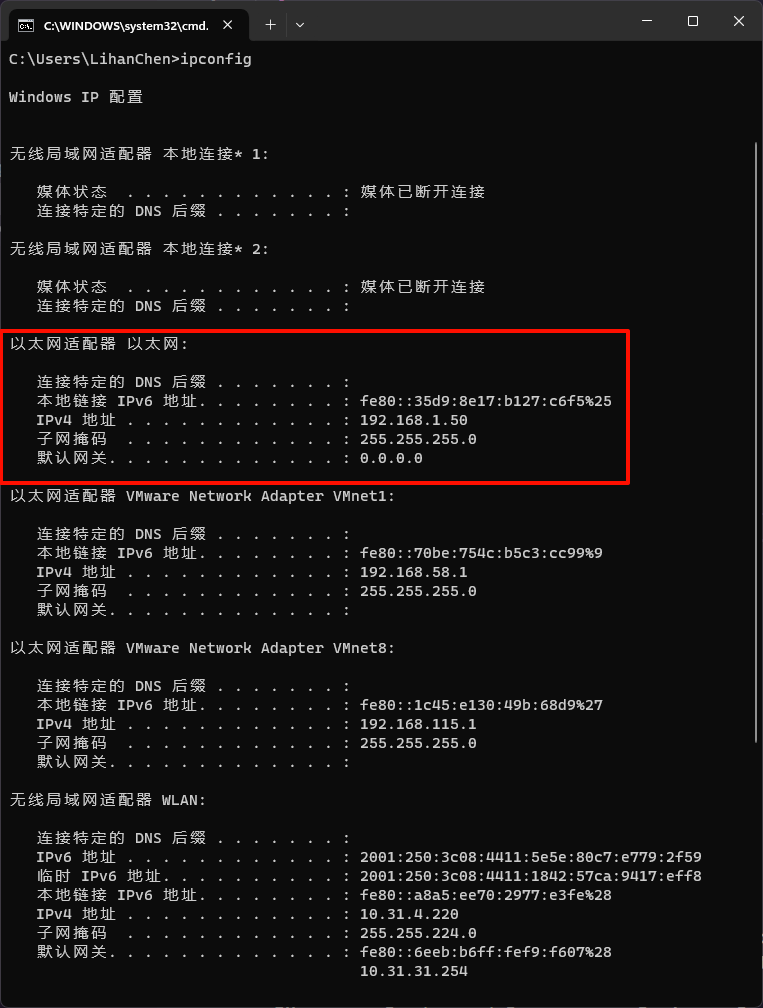 C:\WINDOWS\system32\cmd.
C:\Users\LihanChen>ipconfig
Windows IP 配置
无线局域网适配器 本地连接* 1:
媒体状态 . . . . . . . . . . . . : 媒体已断开连接
连接特定的 DNS 后缀 . . . . . . . :
无线局域网适配器 本地连接* 2:
媒体状态 . . . . . . . . . . . . : 媒体已断开连接
连接特定的 DNS 后缀 . . . . . . . :
以太网适配器 以太网:
连接特定的 DNS 后缀 . . . . . . . :
本地链接 IPv6 地址. . . . . . . . : fe80::35d9:8e17:b127:c6f5%25
IPv4 地址 . . . . . . . . . . . . : 192.168.1.50
子网掩码 . . . . . . . . . . . . : 255.255.255.0
默认网关. . . . . . . . . . . . . : 0.0.0.0
以太网适配器 VMware Network Adapter VMnet1:
连接特定的 DNS 后缀 . . . . . . . :
本地链接 IPv6 地址. . . . . . . . : fe80::70be:754c:b5c3:cc99%9
IPv4 地址 . . . . . . . . . . . . : 192.168.58.1
子网掩码 . . . . . . . . . . . . : 255.255.255.0
默认网关. . . . . . . . . . . . . :
以太网适配器 VMware Network Adapter VMnet8:
连接特定的 DNS 后缀 . . . . . . . :
本地链接 IPv6 地址. . . . . . . . : fe80::1c45:e130:49b:68d9%27
IPv4 地址 . . . . . . . . . . . . : 192.168.115.1
子网掩码 . . . . . . . . . . . . : 255.255.255.0
默认网关. . . . . . . . . . . . . :
无线局域网适配器 WLAN:
连接特定的 DNS 后缀 . . . . . . . :
IPv6 地址 . . . . . . . . . . . . : 2001:250:3c08:4411:5e5e:80c7:e779:2f59
临时 IPv6 地址. . . . . . . . . . : 2001:250:3c08:4411:1842:57ca:9417:eff8
本地链接 IPv6 地址. . . . . . . . : fe80::a8a5:ee70:2977:e3fe%28
IPv4 地址 . . . . . . . . . . . . : 10.31.4.220
子网掩码 . . . . . . . . . . . . : 255.255.224.0
默认网关. . . . . . . . . . . . . : fe80::6eeb:b6ff:fef9:f607%28
10.31.31.254